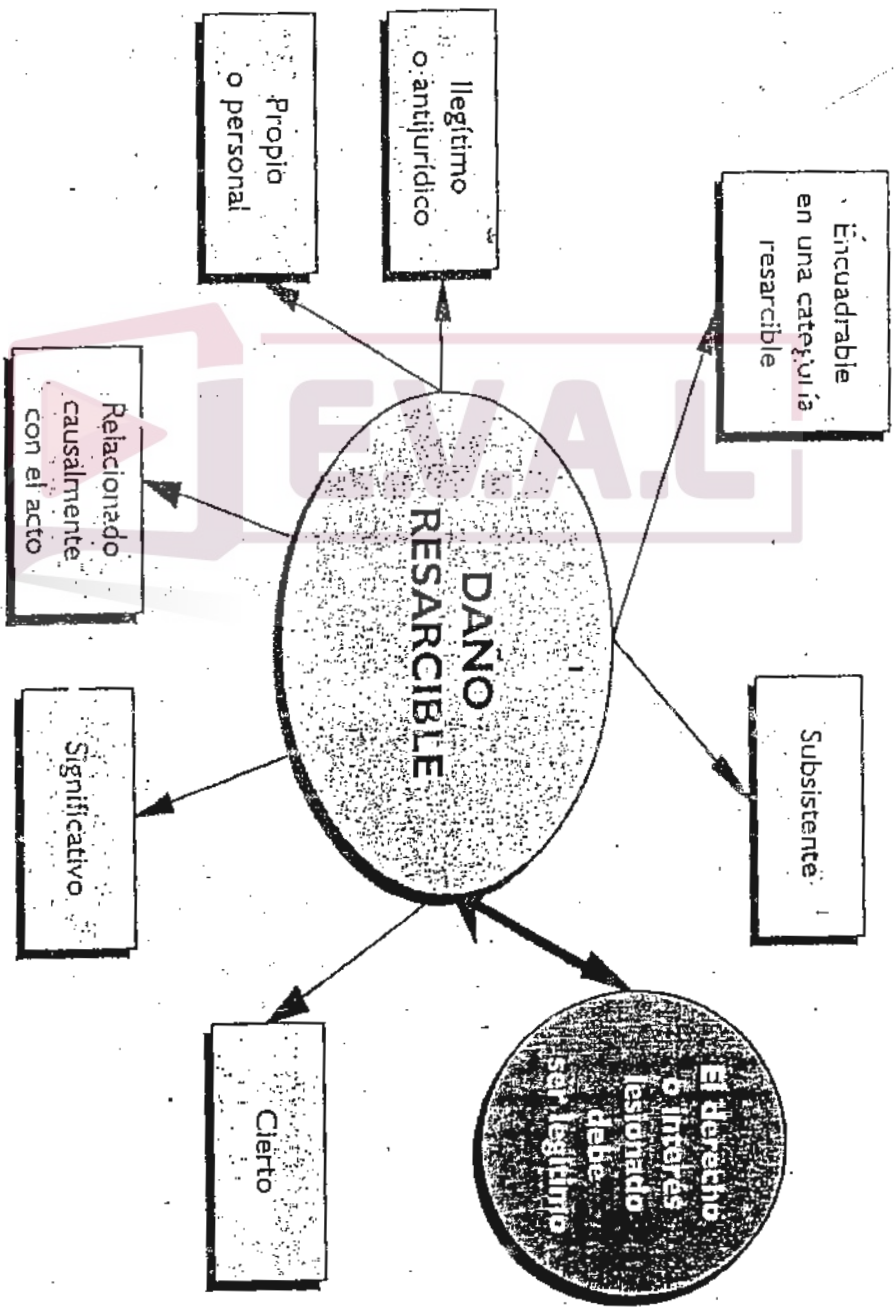 Encuadrable
en una categoría
resarcible
Subsistente
Ilegítimo
o antijurídico
Propio
o personal
DAÑO
RESARCIBLE
El derecho
o interés
lesionado
debe
ser legítimo
Relacionado
causalmente
con el acto
Significativo
Cierto
E.V.A.L